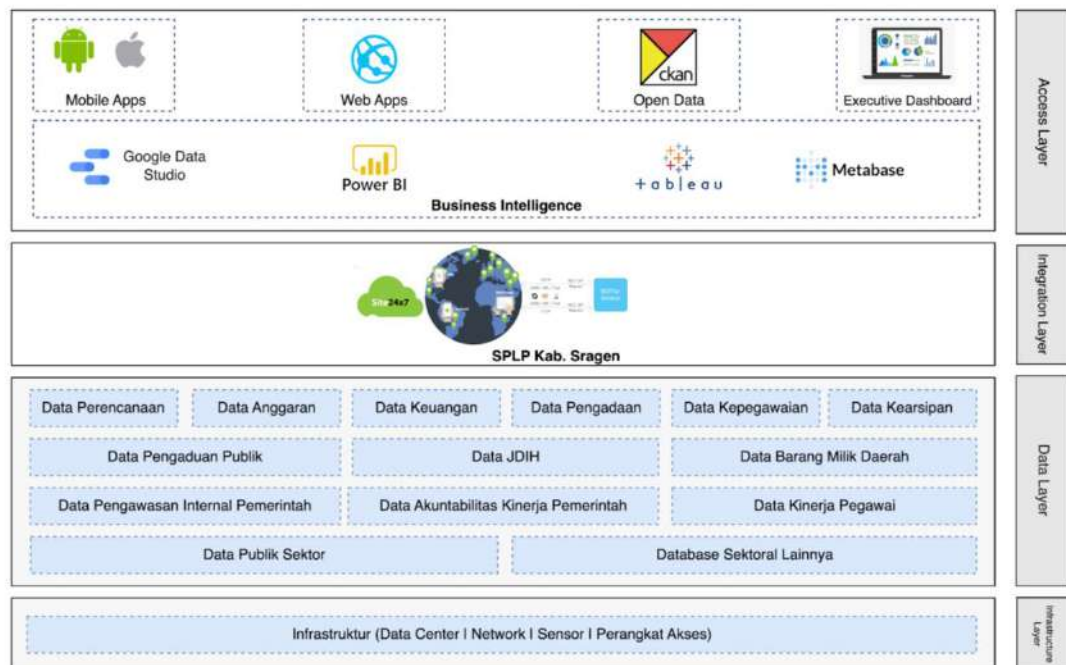 Mobile Apps
Web Apps
ckan
Open Data
Executive Dashboard
Access Layer
Google Data
Studio
Power BI
+ a b l e a u
Metabase
Business Intelligence
Site24x7
SPLP Kab. Sragen
Integration Layer
Data Perencanaan
Data Anggaran
Data Keuangan
Data Pengadaan
Data Kepegawaian
Data Kearsipan
Data Pengaduan Publik
Data JDIH
Data Barang Milik Daerah
Data Pengawasan Internal Pemerintah
Data Akuntabilitas Kinerja Pemerintah
Data Kinerja Pegawai
Data Publik Sektor
Database Sektoral Lainnya
Data Layer
Infrastruktur (Data Center I Network I Sensor I Perangkat Akses)
Infrastructure
Layer